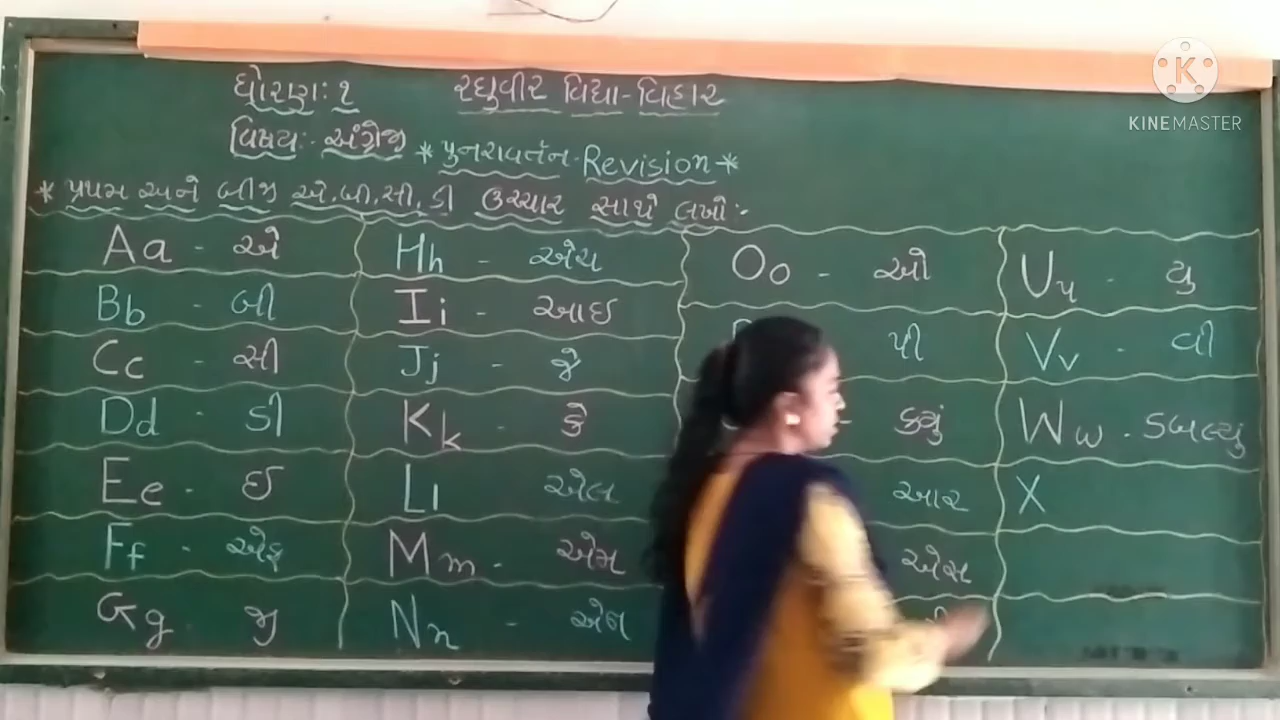 ધોરણ: ૧ રઘુવીર વિદ્યા-વિહાર
વિષય:- અંગ્રેજી * પુનરાવર્તન - Revision *
* પ્રથમ અને બીજી એ.બી.સી.ડી ઉચ્ચાર સાથે લખો:-
Aa - એ
Bb - બી
Cc - સી
Dd - ડી
Ee - ઈ
Ff - એફ
Gg જી
Hh - એચ
Ii - આઇ
Jj - જે
Kk - કે
Ll એલ
Mm - એમ
Nn - એન
Oo - ઓ
પી
- કયું
આર
એસ
Uu - યુ
Vv - વી
Ww - ડબલ્યું
X
KINEMASTER